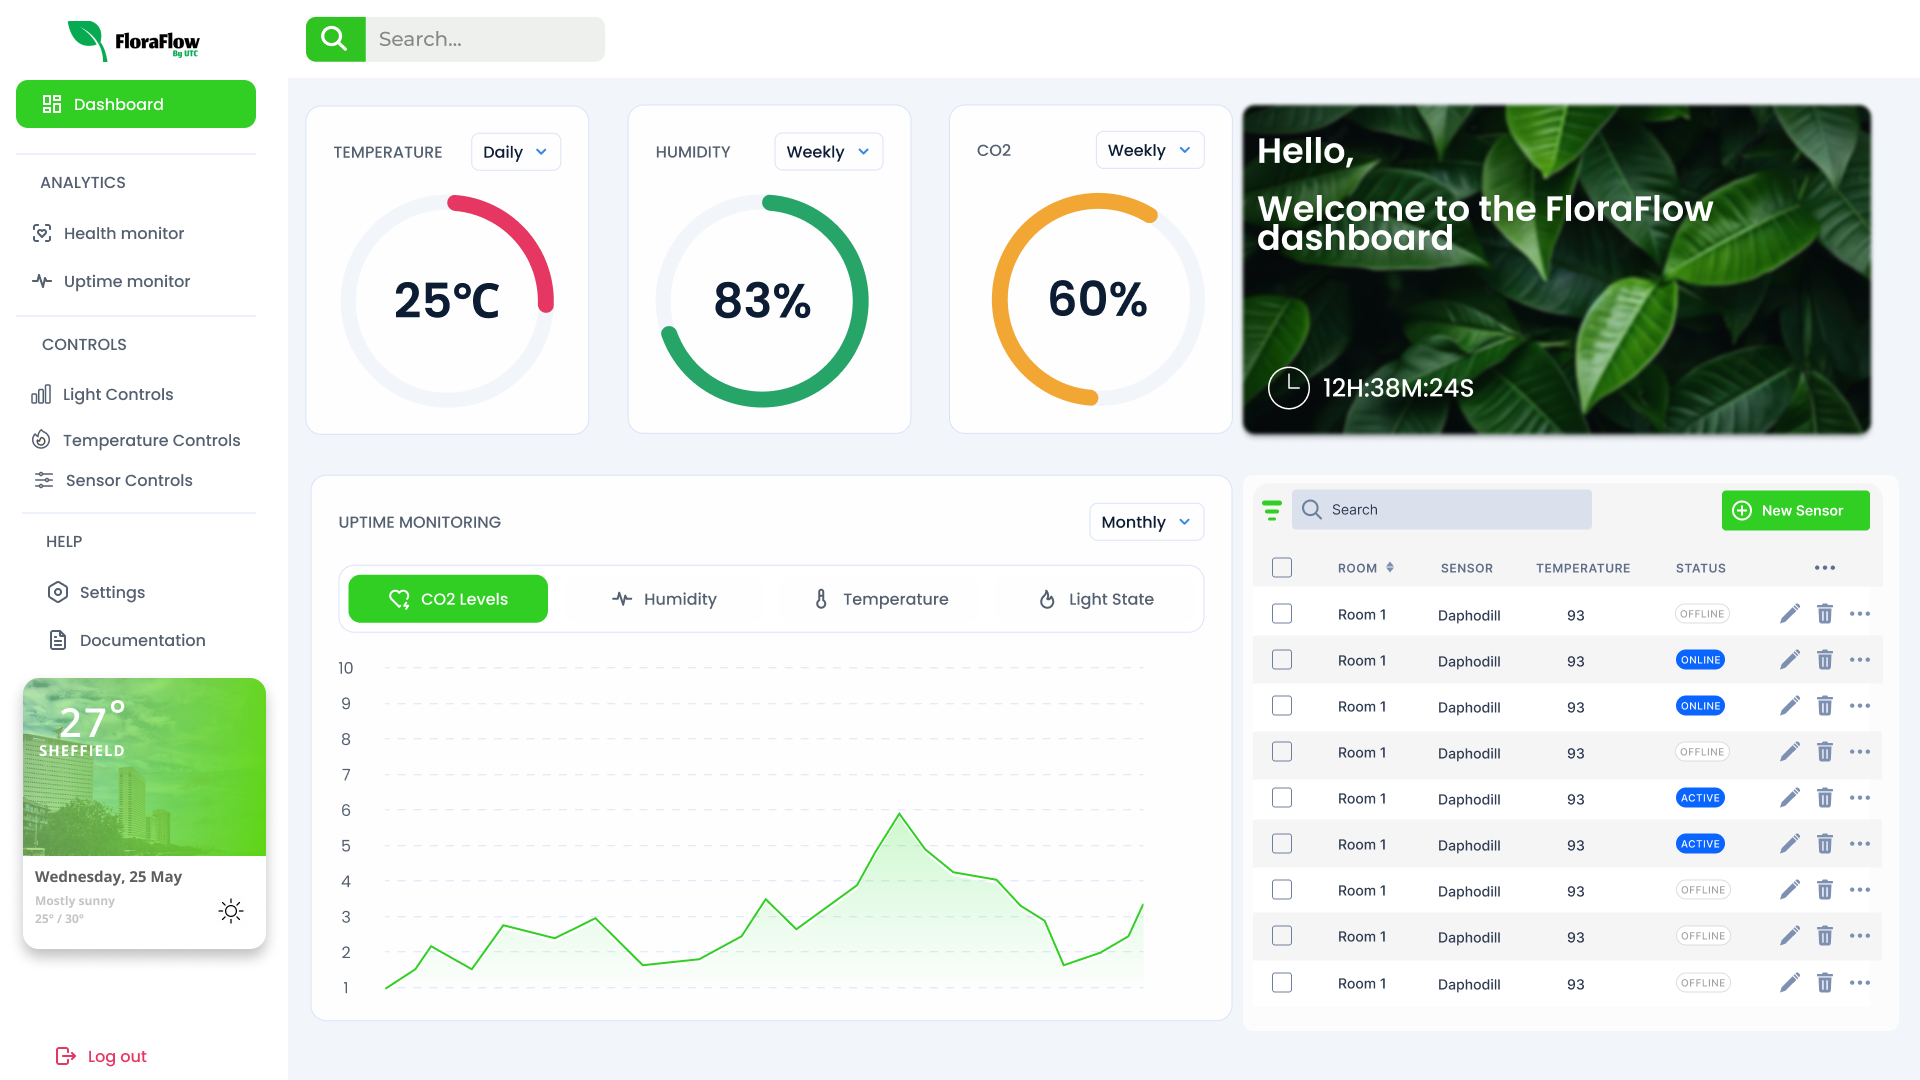 FloraFlow
By UTC
Dashboard
ANALYTICS
Health monitor
Uptime monitor
CONTROLS
Light Controls
Temperature Controls
Sensor Controls
HELP
Settings
Documentation
27°
SHEFFIELD
Wednesday, 25 May
Mostly sunny
25° / 30°
Log out
Search...
TEMPERATURE
Daily
25°C
HUMIDITY
Weekly
83%
CO2
Weekly
60%
Hello,
Welcome to the FloraFlow
dashboard
12H:38M:24S
UPTIME MONITORING
Monthly
CO2 Levels
Humidity
Temperature
Light State
10
9
8
7
6
5
4
3
2
1
Search
New Sensor
ROOM SENSOR TEMPERATURE STATUS
Room 1 Daphodill 93 OFFLINE
Room 1 Daphodill 93 ONLINE
Room 1 Daphodill 93 ONLINE
Room 1 Daphodill 93 OFFLINE
Room 1 Daphodill 93 ACTIVE
Room 1 Daphodill 93 ACTIVE
Room 1 Daphodill 93 OFFLINE
Room 1 Daphodill 93 OFFLINE
Room 1 Daphodill 93 OFFLINE